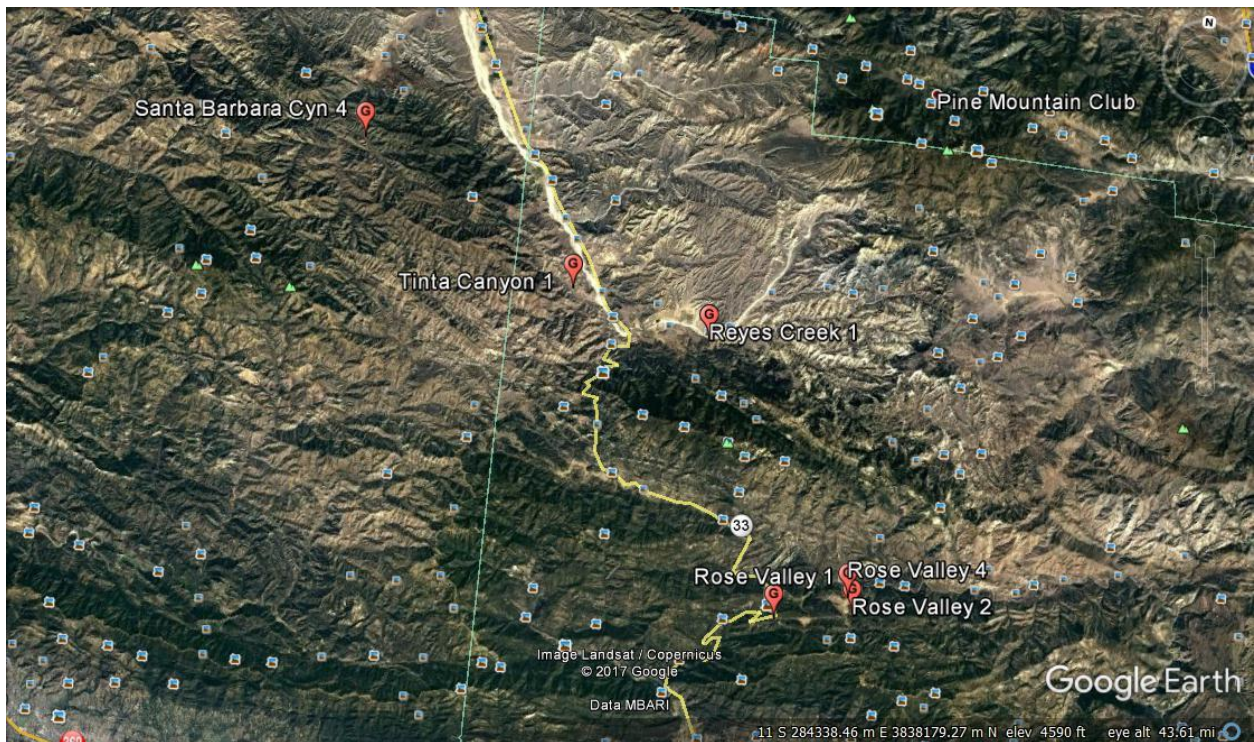 N
Santa Barbara Cyn 4
G
Pine Mountain Club
G
Tinta Canyon 1
G
Reyes Creek 1
33
Rose Valley 1
Rose Valley 4
G
G
Rose Valley 2
Image Landsat / Copernicus
© 2017 Google
Data MBARI
Google Earth
11 S 284338.46 m E 3838179.27 m N elev 4590 ft eye alt 43.61 mi